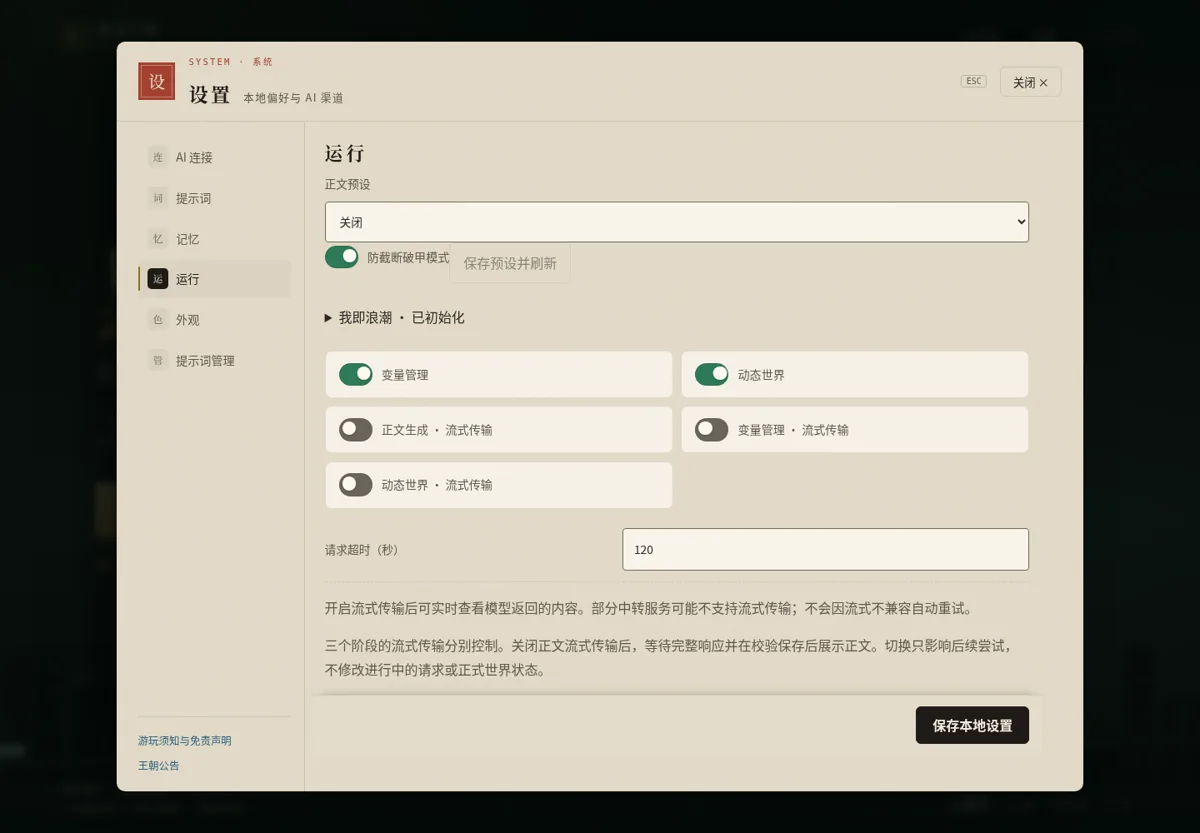 设
SYSTEM · 系统
设置
本地偏好与 AI 渠道
ESC
关闭 ×
连 AI 连接
词 提示词
忆 记忆
运 运行
色 外观
管 提示词管理
游玩须知与免责声明
王朝公告
运行
正文预设
关闭
防截断破甲模式
保存预设并刷新
▶ 我即浪潮 · 已初始化
变量管理
动态世界
正文生成 · 流式传输
变量管理 · 流式传输
动态世界 · 流式传输
请求超时（秒）
120
开启流式传输后可实时查看模型返回的内容。部分中转服务可能不支持流式传输；不会因流式不兼容自动重试。
三个阶段的流式传输分别控制。关闭正文流式传输后，等待完整响应并在校验保存后展示正文。切换只影响后续尝试，
不修改进行中的请求或正式世界状态。
保存本地设置